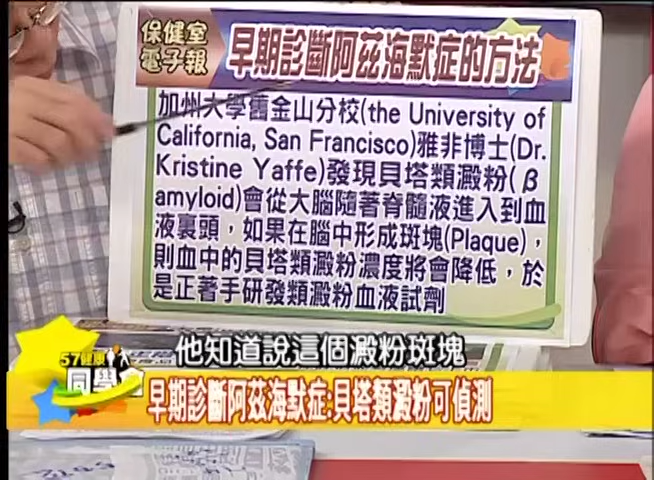 保健室
電子報
早期診斷阿茲海默症的方法
加州大學舊金山分校(the University of
California, San Francisco)雅非博士(Dr.
Kristine Yaffe)發現貝塔類澱粉(β
amyloid)會從大腦隨著脊髓液進入到血
液裏頭，如果在腦中形成斑塊(Plaque)，
則血中的貝塔類澱粉濃度將會降低，於
是正著手研發類澱粉血液試劑
他知道說這個澱粉斑塊
57健康
同學
早期診斷阿茲海默症:貝塔類澱粉可偵測